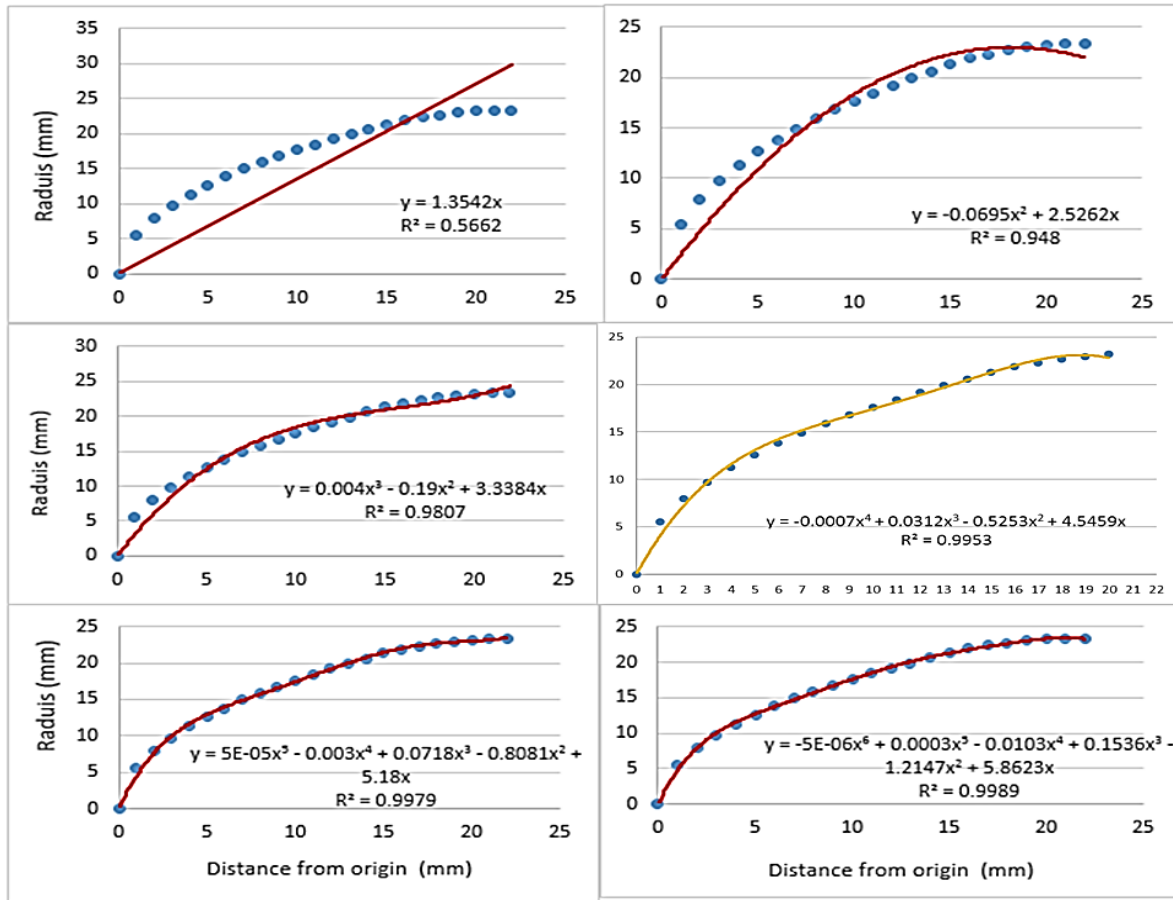 35
30
25
20
15
10
5
0
0 5 10 15 20 25
Raduis (mm)
y = 1.3542x
R² = 0.5662
25
20
15
10
5
0
0 5 10 15 20 25
y = -0.0695x² + 2.5262x
R² = 0.948
30
25
20
15
10
5
0
0 5 10 15 20 25
Raduis (mm)
y = 0.004x³ - 0.19x² + 3.3384x
R² = 0.9807
25
20
15
10
5
0
0 1 2 3 4 5 6 7 8 9 10 11 12 13 14 15 16 17 18 19 20 21 22
y = -0.0007x⁴ + 0.0312x³ - 0.5253x² + 4.5459x
R² = 0.9953
25
20
15
10
5
0
0 5 10 15 20 25
Raduis (mm)
y = 5E-05x⁵ - 0.003x⁴ + 0.0718x³ - 0.8081x² +
5.18x
R² = 0.9979
Distance from origin (mm)
25
20
15
10
5
0
0 5 10 15 20 25
y = -5E-06x⁶ + 0.0003x⁵ - 0.0103x⁴ + 0.1536x³ -
1.2147x² + 5.8623x
R² = 0.9989
Distance from origin (mm)